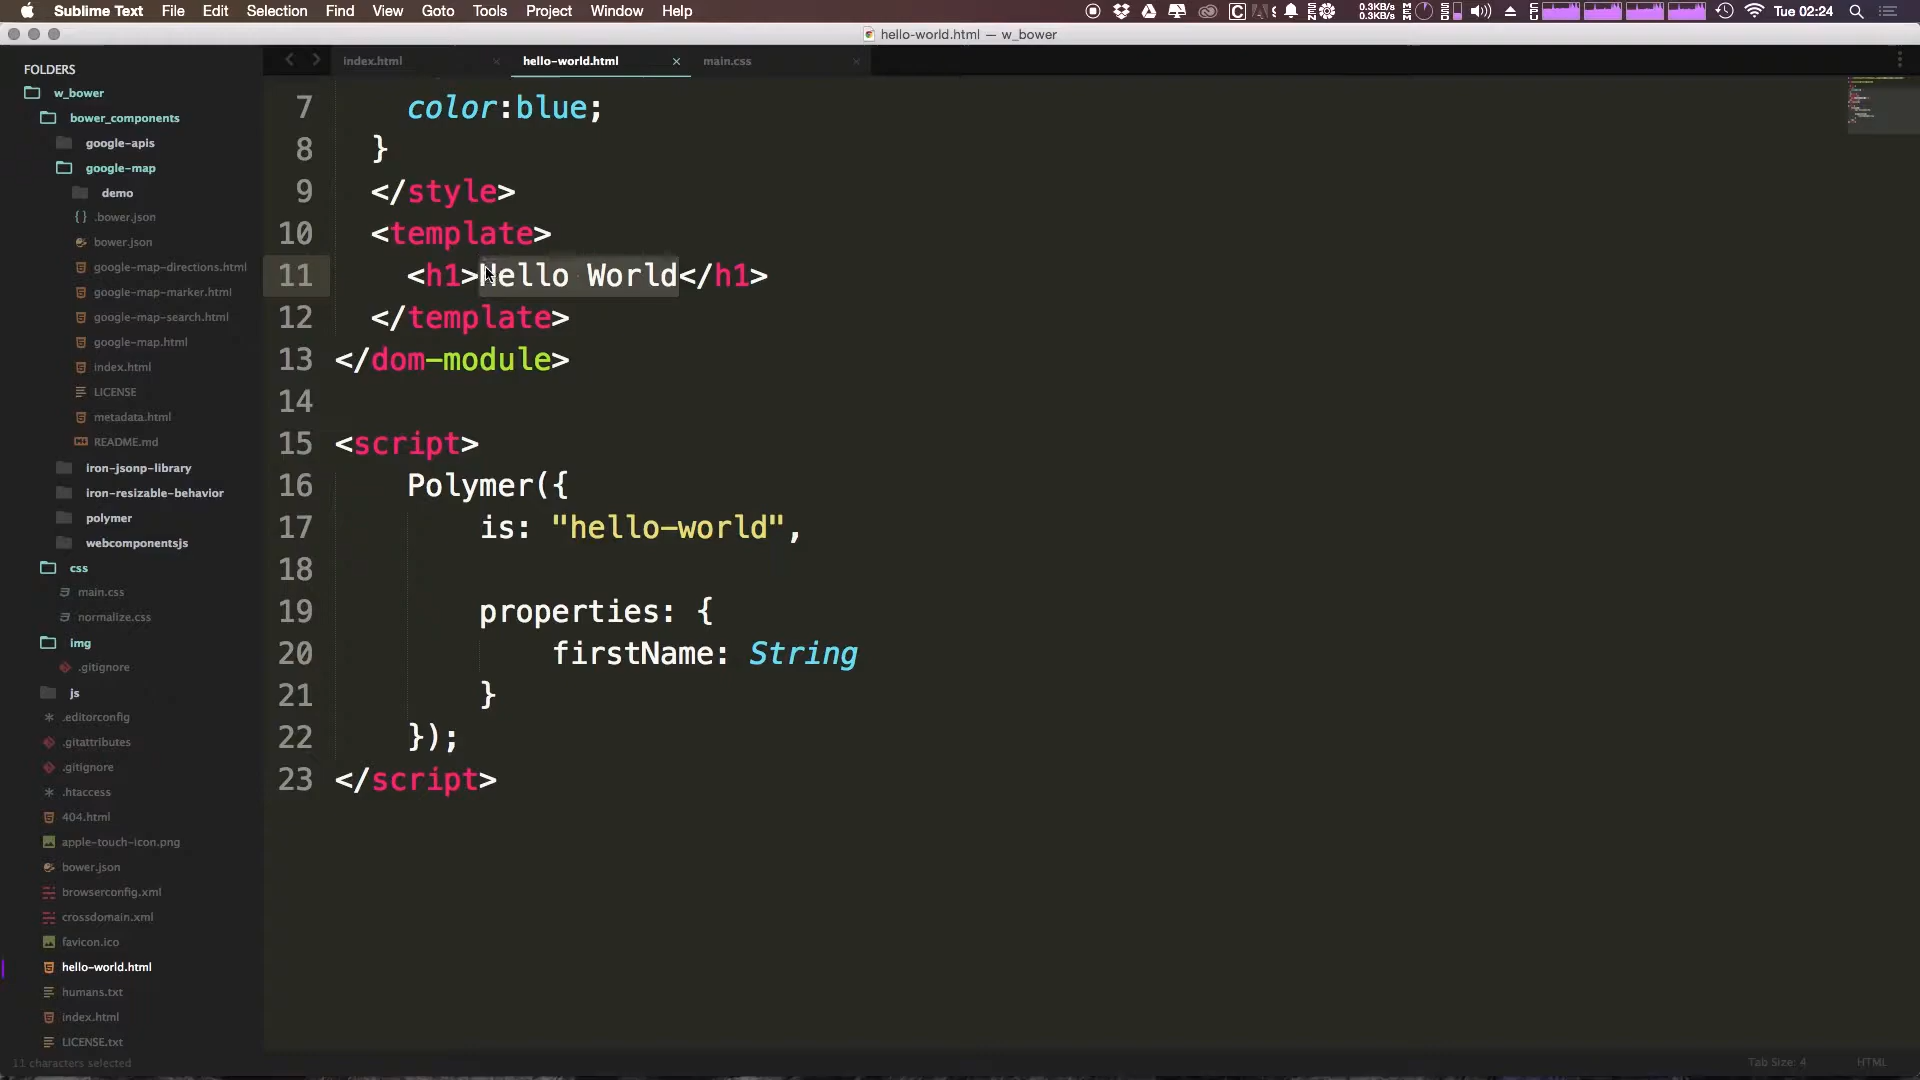 Sublime Text File Edit Selection Find View Goto Tools Project Window Help 0.3KB/s 0.3KB/s Tue 02:24
hello-world.html — w_bower
FOLDERS
w_bower
bower_components
google-apis
google-map
demo
.bower.json
bower.json
google-map-directions.html
google-map-marker.html
google-map-search.html
google-map.html
index.html
LICENSE
metadata.html
README.md
iron-jsonp-library
iron-resizable-behavior
polymer
webcomponentsjs
css
main.css
normalize.css
img
.gitignore
js
.editorconfig
.gitattributes
.gitignore
.htaccess
404.html
apple-touch-icon.png
bower.json
browserconfig.xml
crossdomain.xml
favicon.ico
hello-world.html
humans.txt
index.html
LICENSE.txt
index.html hello-world.html main.css
7 color:blue;
8 }
9 </style>
10 <template>
11 <h1>Hello World</h1>
12 </template>
13 </dom-module>
14
15 <script>
16 Polymer({
17 is: "hello-world",
18
19 properties: {
20 firstName: String
21 }
22 });
23 </script>
11 characters selected
Tab Size: 4 HTML